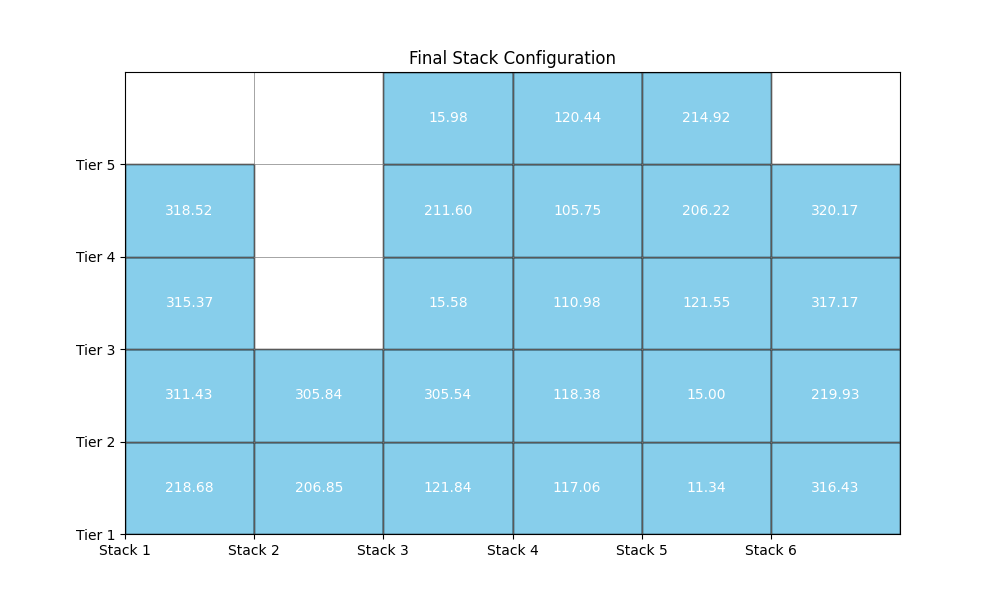 Final Stack Configuration
15.98 120.44 214.92
Tier 5
318.52 211.60 105.75 206.22 320.17
Tier 4
315.37 15.58 110.98 121.55 317.17
Tier 3
311.43 305.84 305.54 118.38 15.00 219.93
Tier 2
218.68 206.85 121.84 117.06 11.34 316.43
Tier 1
Stack 1 Stack 2 Stack 3 Stack 4 Stack 5 Stack 6